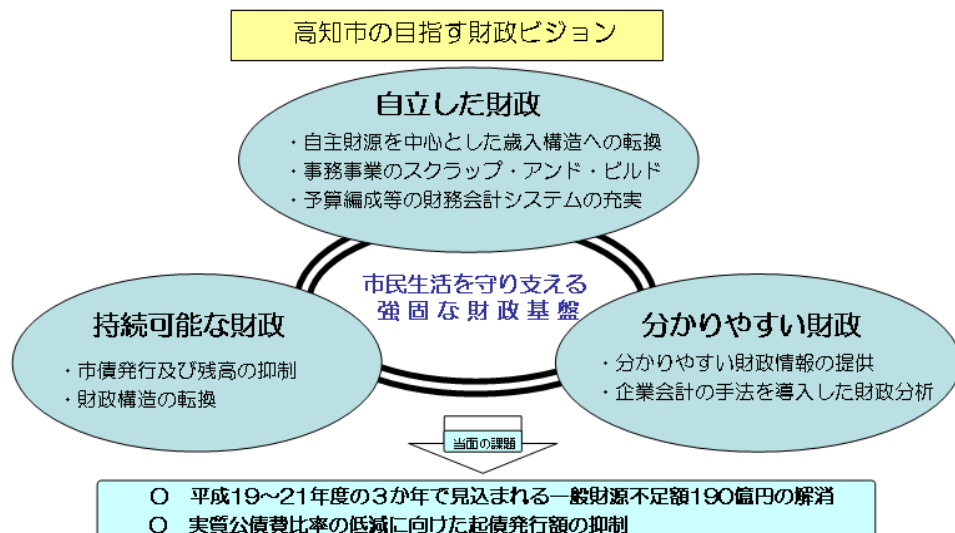 高知市の目指す財政ビジョン
自立した財政
・自主財源を中心とした歳入構造への転換
・事務事業のスクラップ・アンド・ビルド
・予算編成等の財務会計システムの充実
市民生活を守り支える
強固な財政基盤
持続可能な財政
・市債発行及び残高の抑制
・財政構造の転換
分かりやすい財政
・分かりやすい財政情報の提供
・企業会計の手法を導入した財政分析
当面の課題
○ 平成19～21年度の3か年で見込まれる一般財源不足額190億円の解消
○ 実質公債費比率の低減に向けた起債発行額の抑制